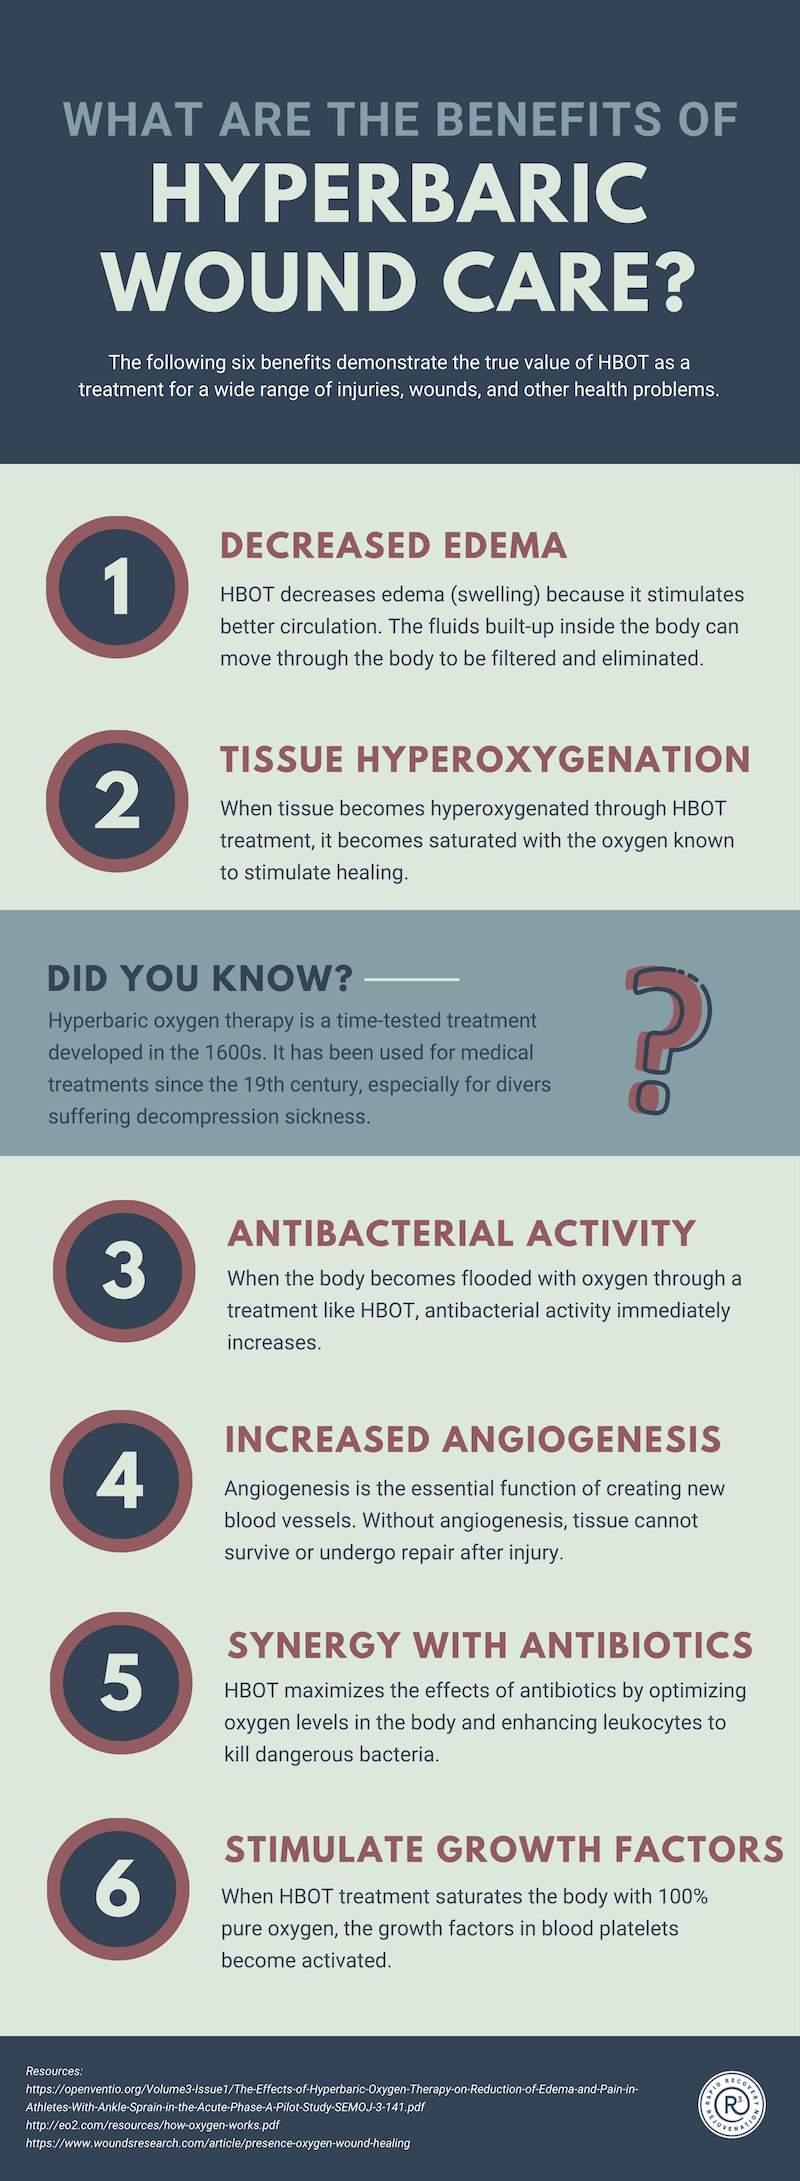 WHAT ARE THE BENEFITS OF
HYPERBARIC
WOUND CARE?
The following six benefits demonstrate the true value of HBOT as a
treatment for a wide range of injuries, wounds, and other health problems.
1
DECREASED EDEMA
HBOT decreases edema (swelling) because it stimulates
better circulation. The fluids built-up inside the body can
move through the body to be filtered and eliminated.
2
TISSUE HYPEROXYGENATION
When tissue becomes hyperoxygenated through HBOT
treatment, it becomes saturated with the oxygen known
to stimulate healing.
DID YOU KNOW?
Hyperbaric oxygen therapy is a time-tested treatment
developed in the 1600s. It has been used for medical
treatments since the 19th century, especially for divers
suffering decompression sickness.
?
3
ANTIBACTERIAL ACTIVITY
When the body becomes flooded with oxygen through a
treatment like HBOT, antibacterial activity immediately
increases.
4
INCREASED ANGIOGENESIS
Angiogenesis is the essential function of creating new
blood vessels. Without angiogenesis, tissue cannot
survive or undergo repair after injury.
5
SYNERGY WITH ANTIBIOTICS
HBOT maximizes the effects of antibiotics by optimizing
oxygen levels in the body and enhancing leukocytes to
kill dangerous bacteria.
6
STIMULATE GROWTH FACTORS
When HBOT treatment saturates the body with 100%
pure oxygen, the growth factors in blood platelets
become activated.
Resources:
https://openventio.org/Volume3-Issue1/The-Effects-of-Hyperbaric-Oxygen-Therapy-on-Reduction-of-Edema-and-Pain-in-
Athletes-With-Ankle-Sprain-in-the-Acute-Phase-A-Pilot-Study-SEMOJ-3-141.pdf
http://eo2.com/resources/how-oxygen-works.pdf
https://www.woundsresearch.com/article/presence-oxygen-wound-healing
RAPID RECOVERY
R3
REJUVENATION